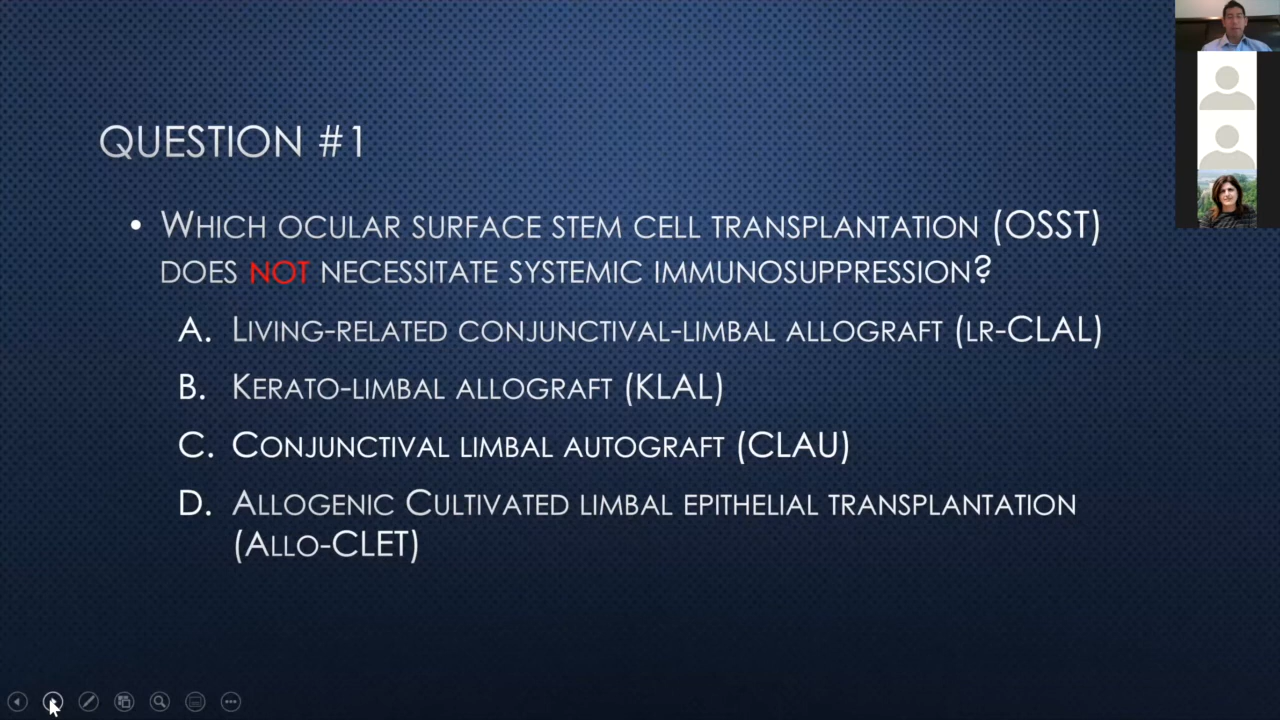 QUESTION #1
• WHICH OCULAR SURFACE STEM CELL TRANSPLANTATION (OSST)
DOES NOT NECESSITATE SYSTEMIC IMMUNOSUPPRESSION?
A. LIVING-RELATED CONJUNCTIVAL-LIMBAL ALLOGRAFT (LR-CLAL)
B. KERATO-LIMBAL ALLOGRAFT (KLAL)
C. CONJUNCTIVAL LIMBAL AUTOGRAFT (CLAU)
D. ALLOGENIC CULTIVATED LIMBAL EPITHELIAL TRANSPLANTATION
(ALLO-CLET)